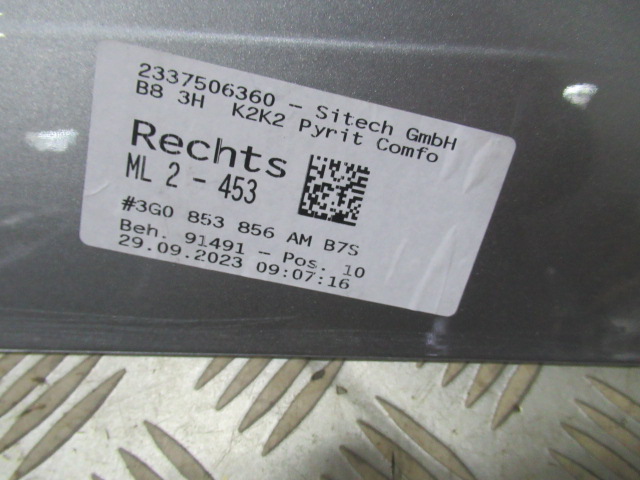 2337506360 - Sitech GmbH
B8 3H K2K2 Pyrit Comfo
Rechts
ML 2 - 453
#3G0 853 856 AM B7S
Beh. 91491 - Pos. 10
29.09.2023 09:07:16